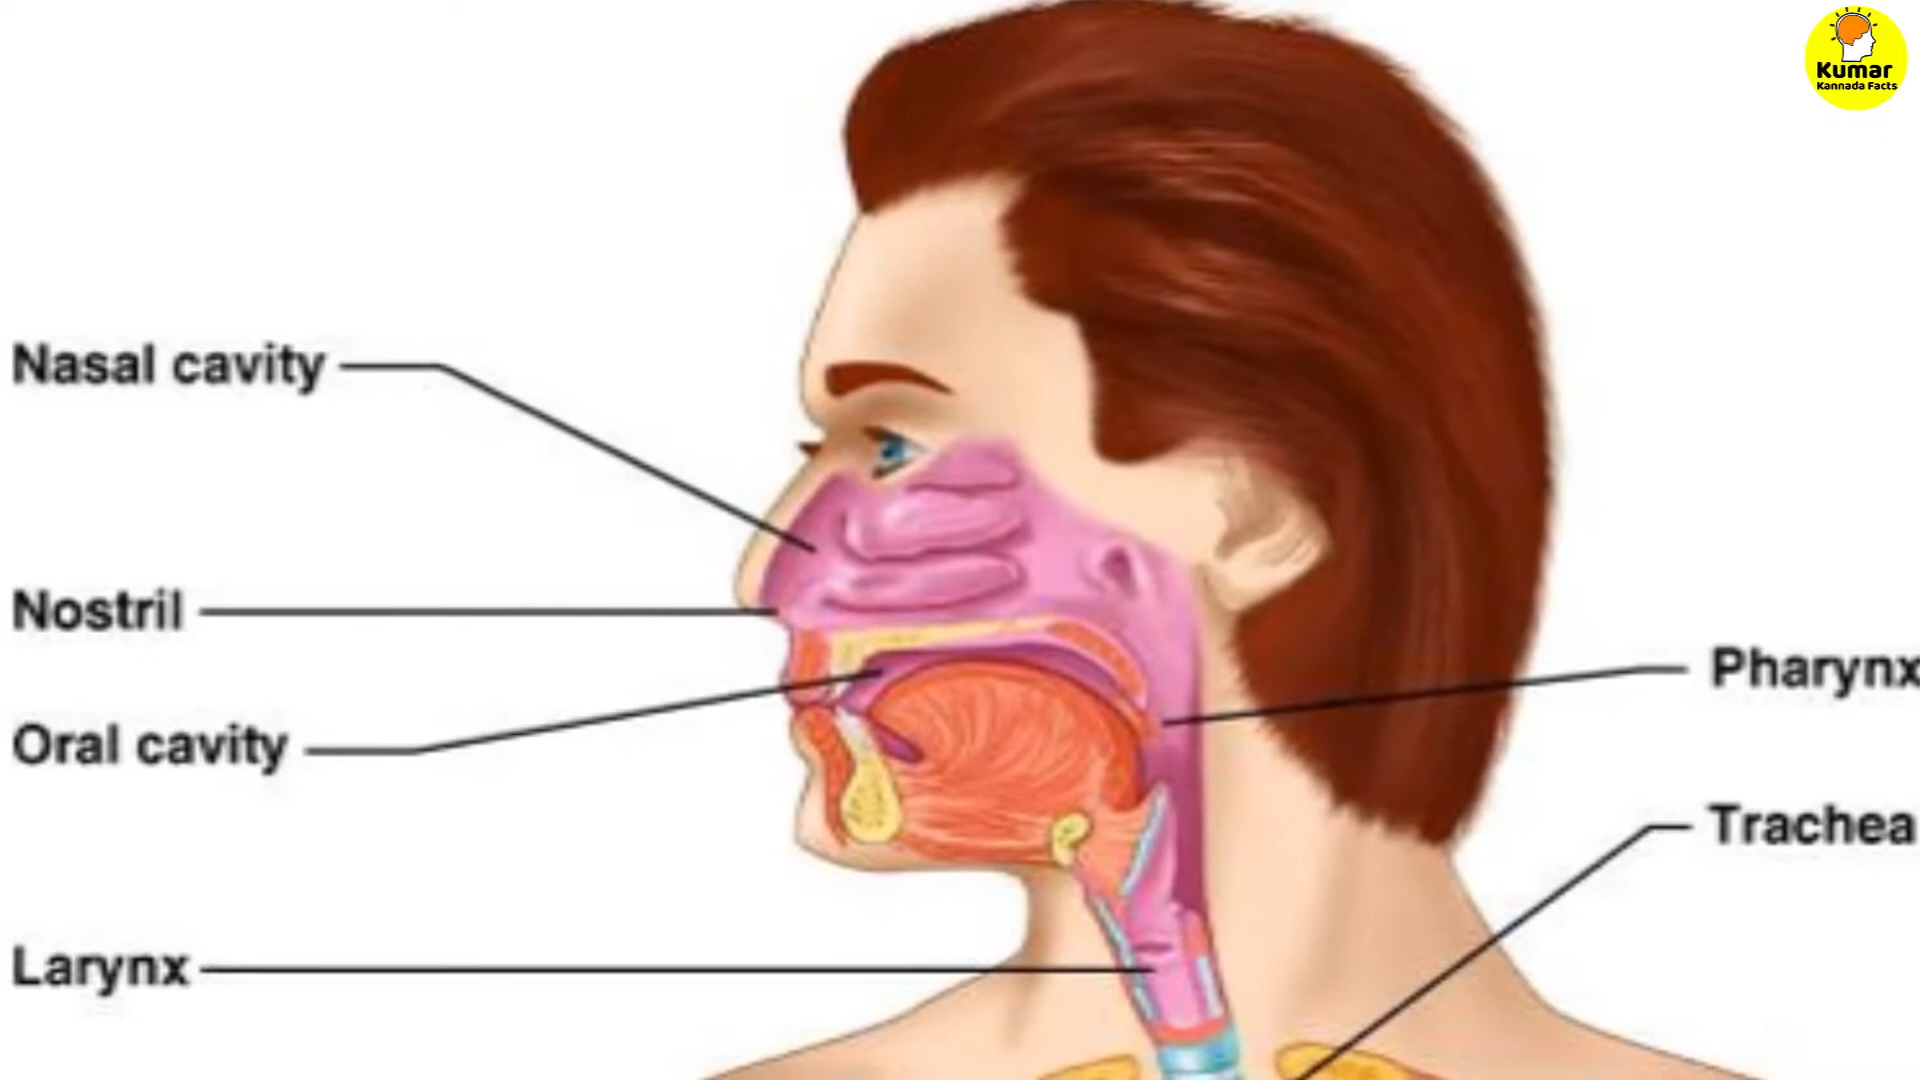 Kumar
Kannada Facts
Nasal cavity
Nostril
Oral cavity
Larynx
Pharynx
Trachea